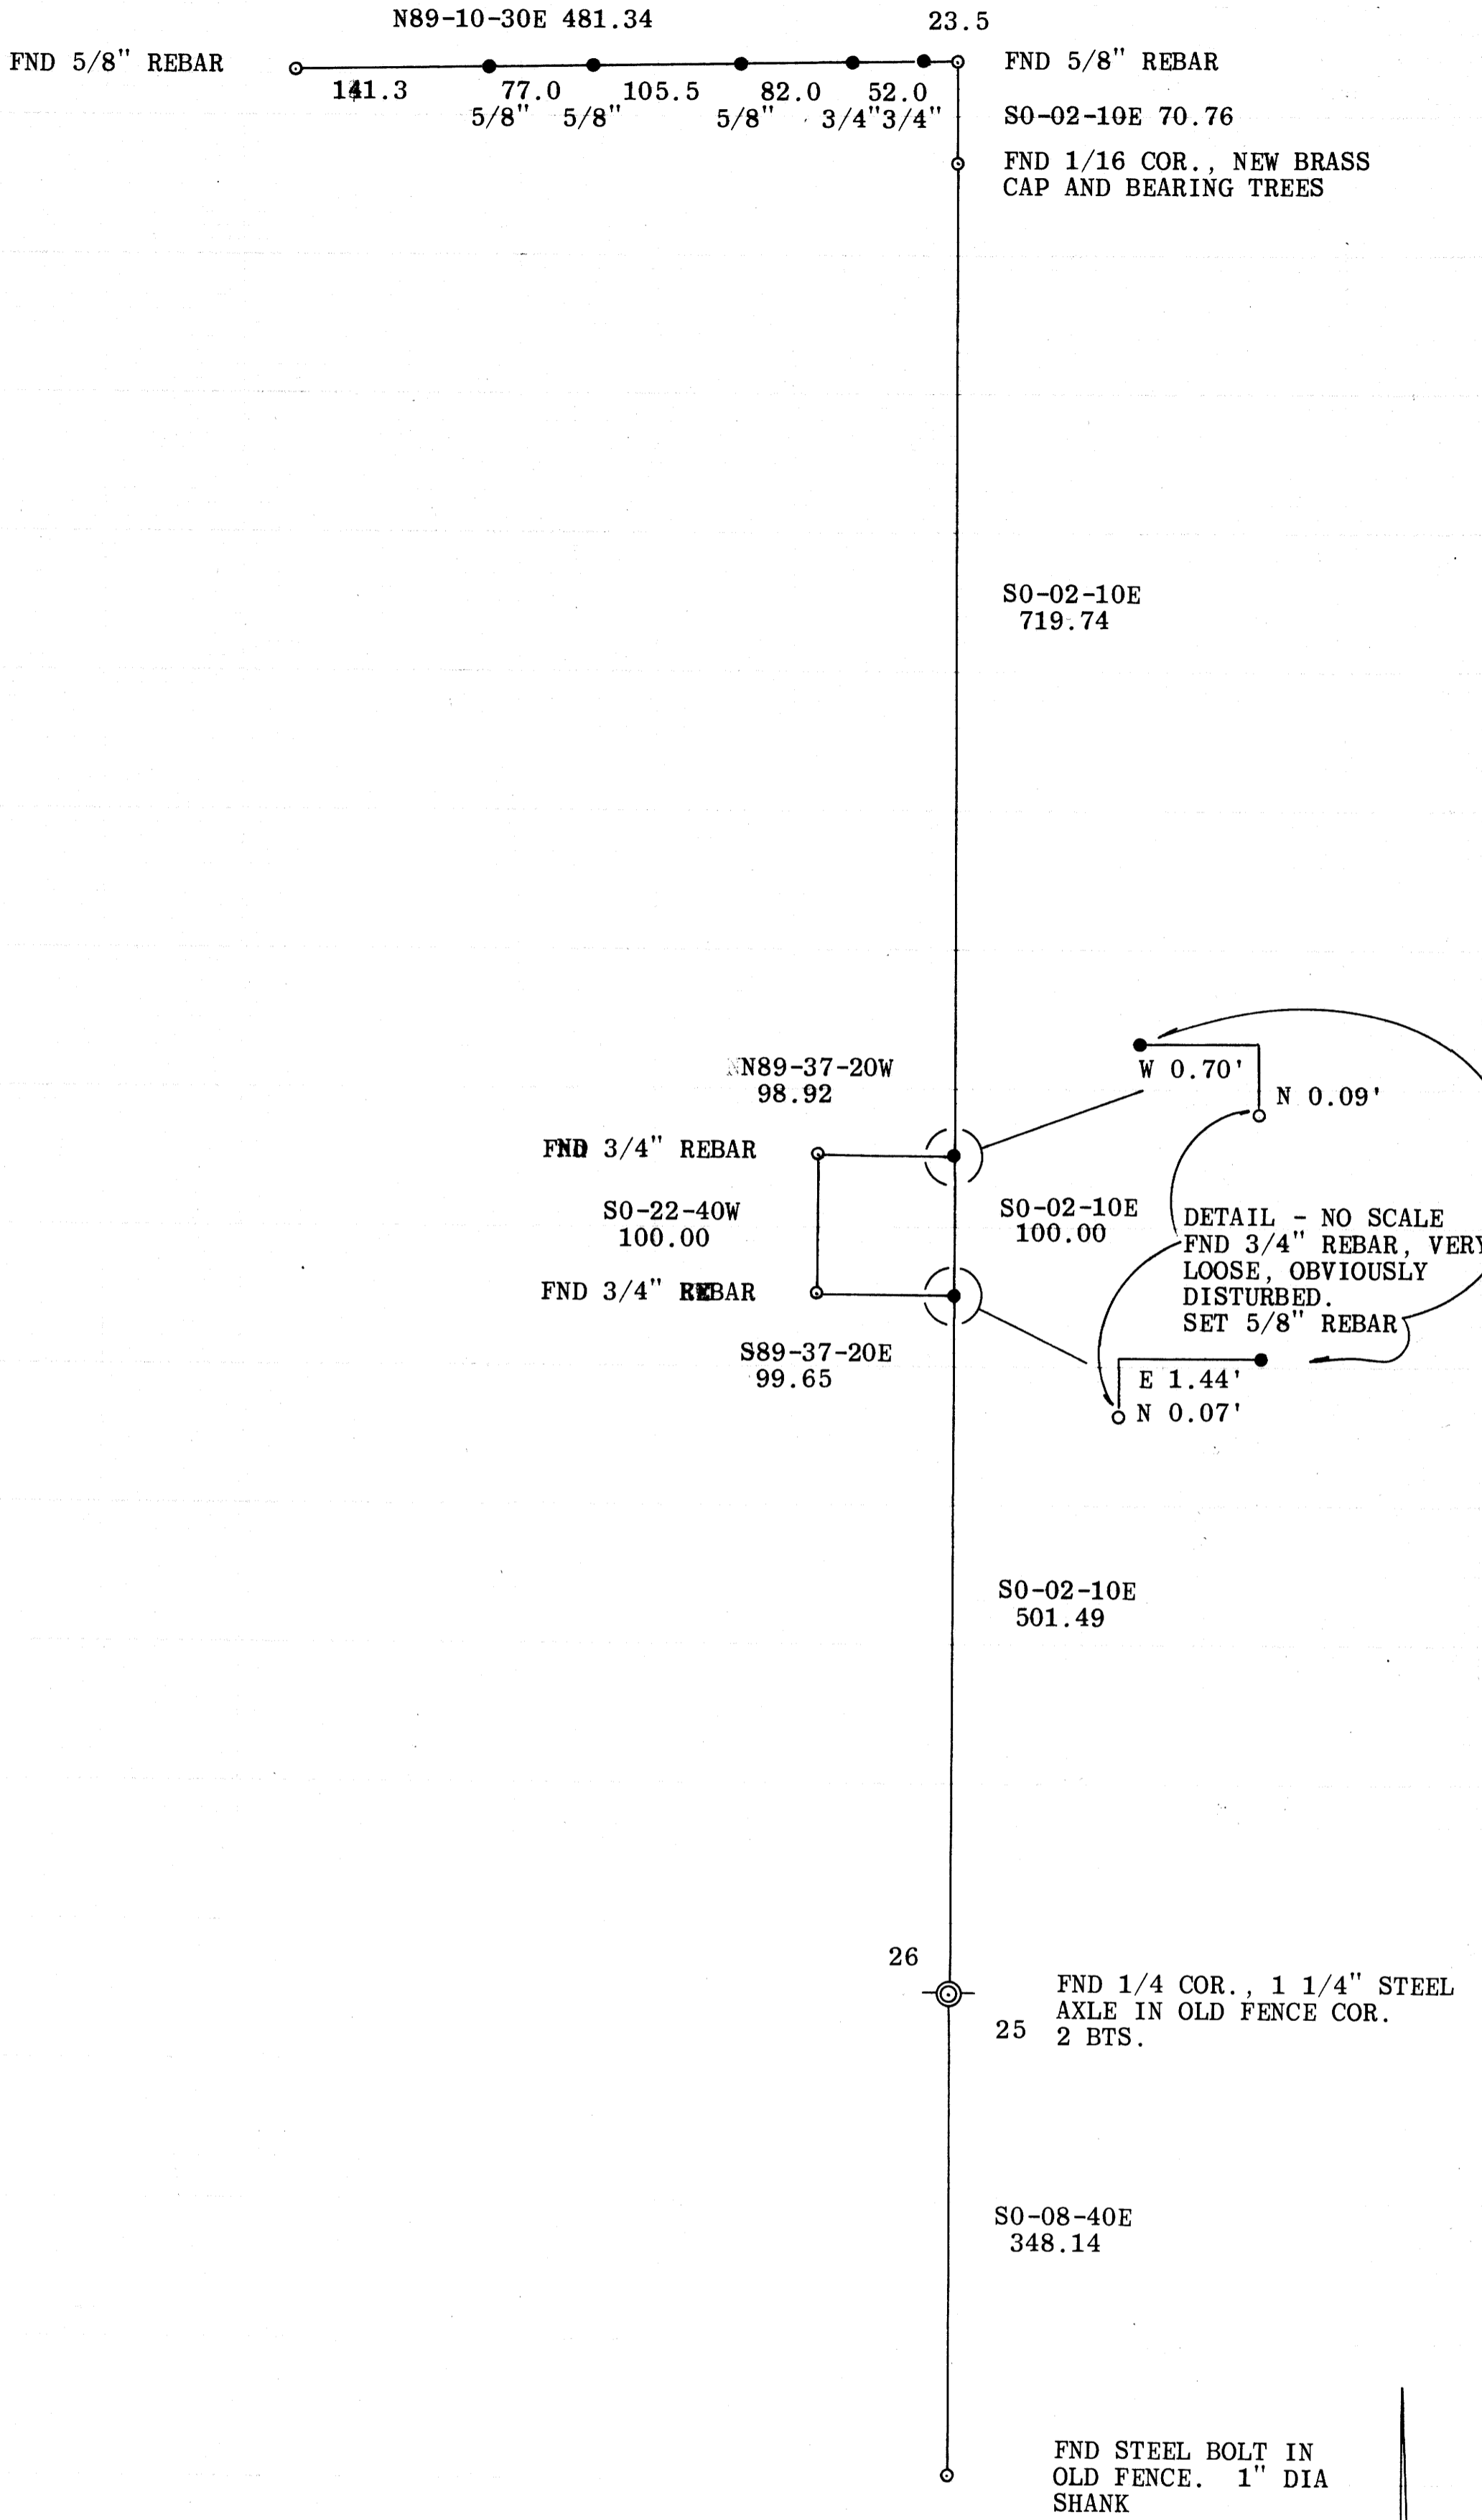 N89-10-30E 481.34
23.5
FND 5/8" REBAR
FND 5/8" REBAR
141.3 77.0 105.5 82.0 52.0
5/8" 5/8" 5/8" 3/4" 3/4"
S0-02-10E 70.76
FND 1/16 COR., NEW BRASS
CAP AND BEARING TREES
S0-02-10E
719.74
N89-37-20W
98.92
W 0.70'
N 0.09'
FND 3/4" REBAR
S0-22-40W
100.00
S0-02-10E
100.00
DETAIL - NO SCALE
FND 3/4" REBAR, VERY
LOOSE, OBVIOUSLY
DISTURBED.
SET 5/8" REBAR
FND 3/4" REBAR
S89-37-20E
99.65
E 1.44'
N 0.07'
S0-02-10E
501.49
26
25
FND 1/4 COR., 1 1/4" STEEL
AXLE IN OLD FENCE COR.
2 BTS.
S0-08-40E
348.14
FND STEEL BOLT IN
OLD FENCE. 1" DIA
SHANK